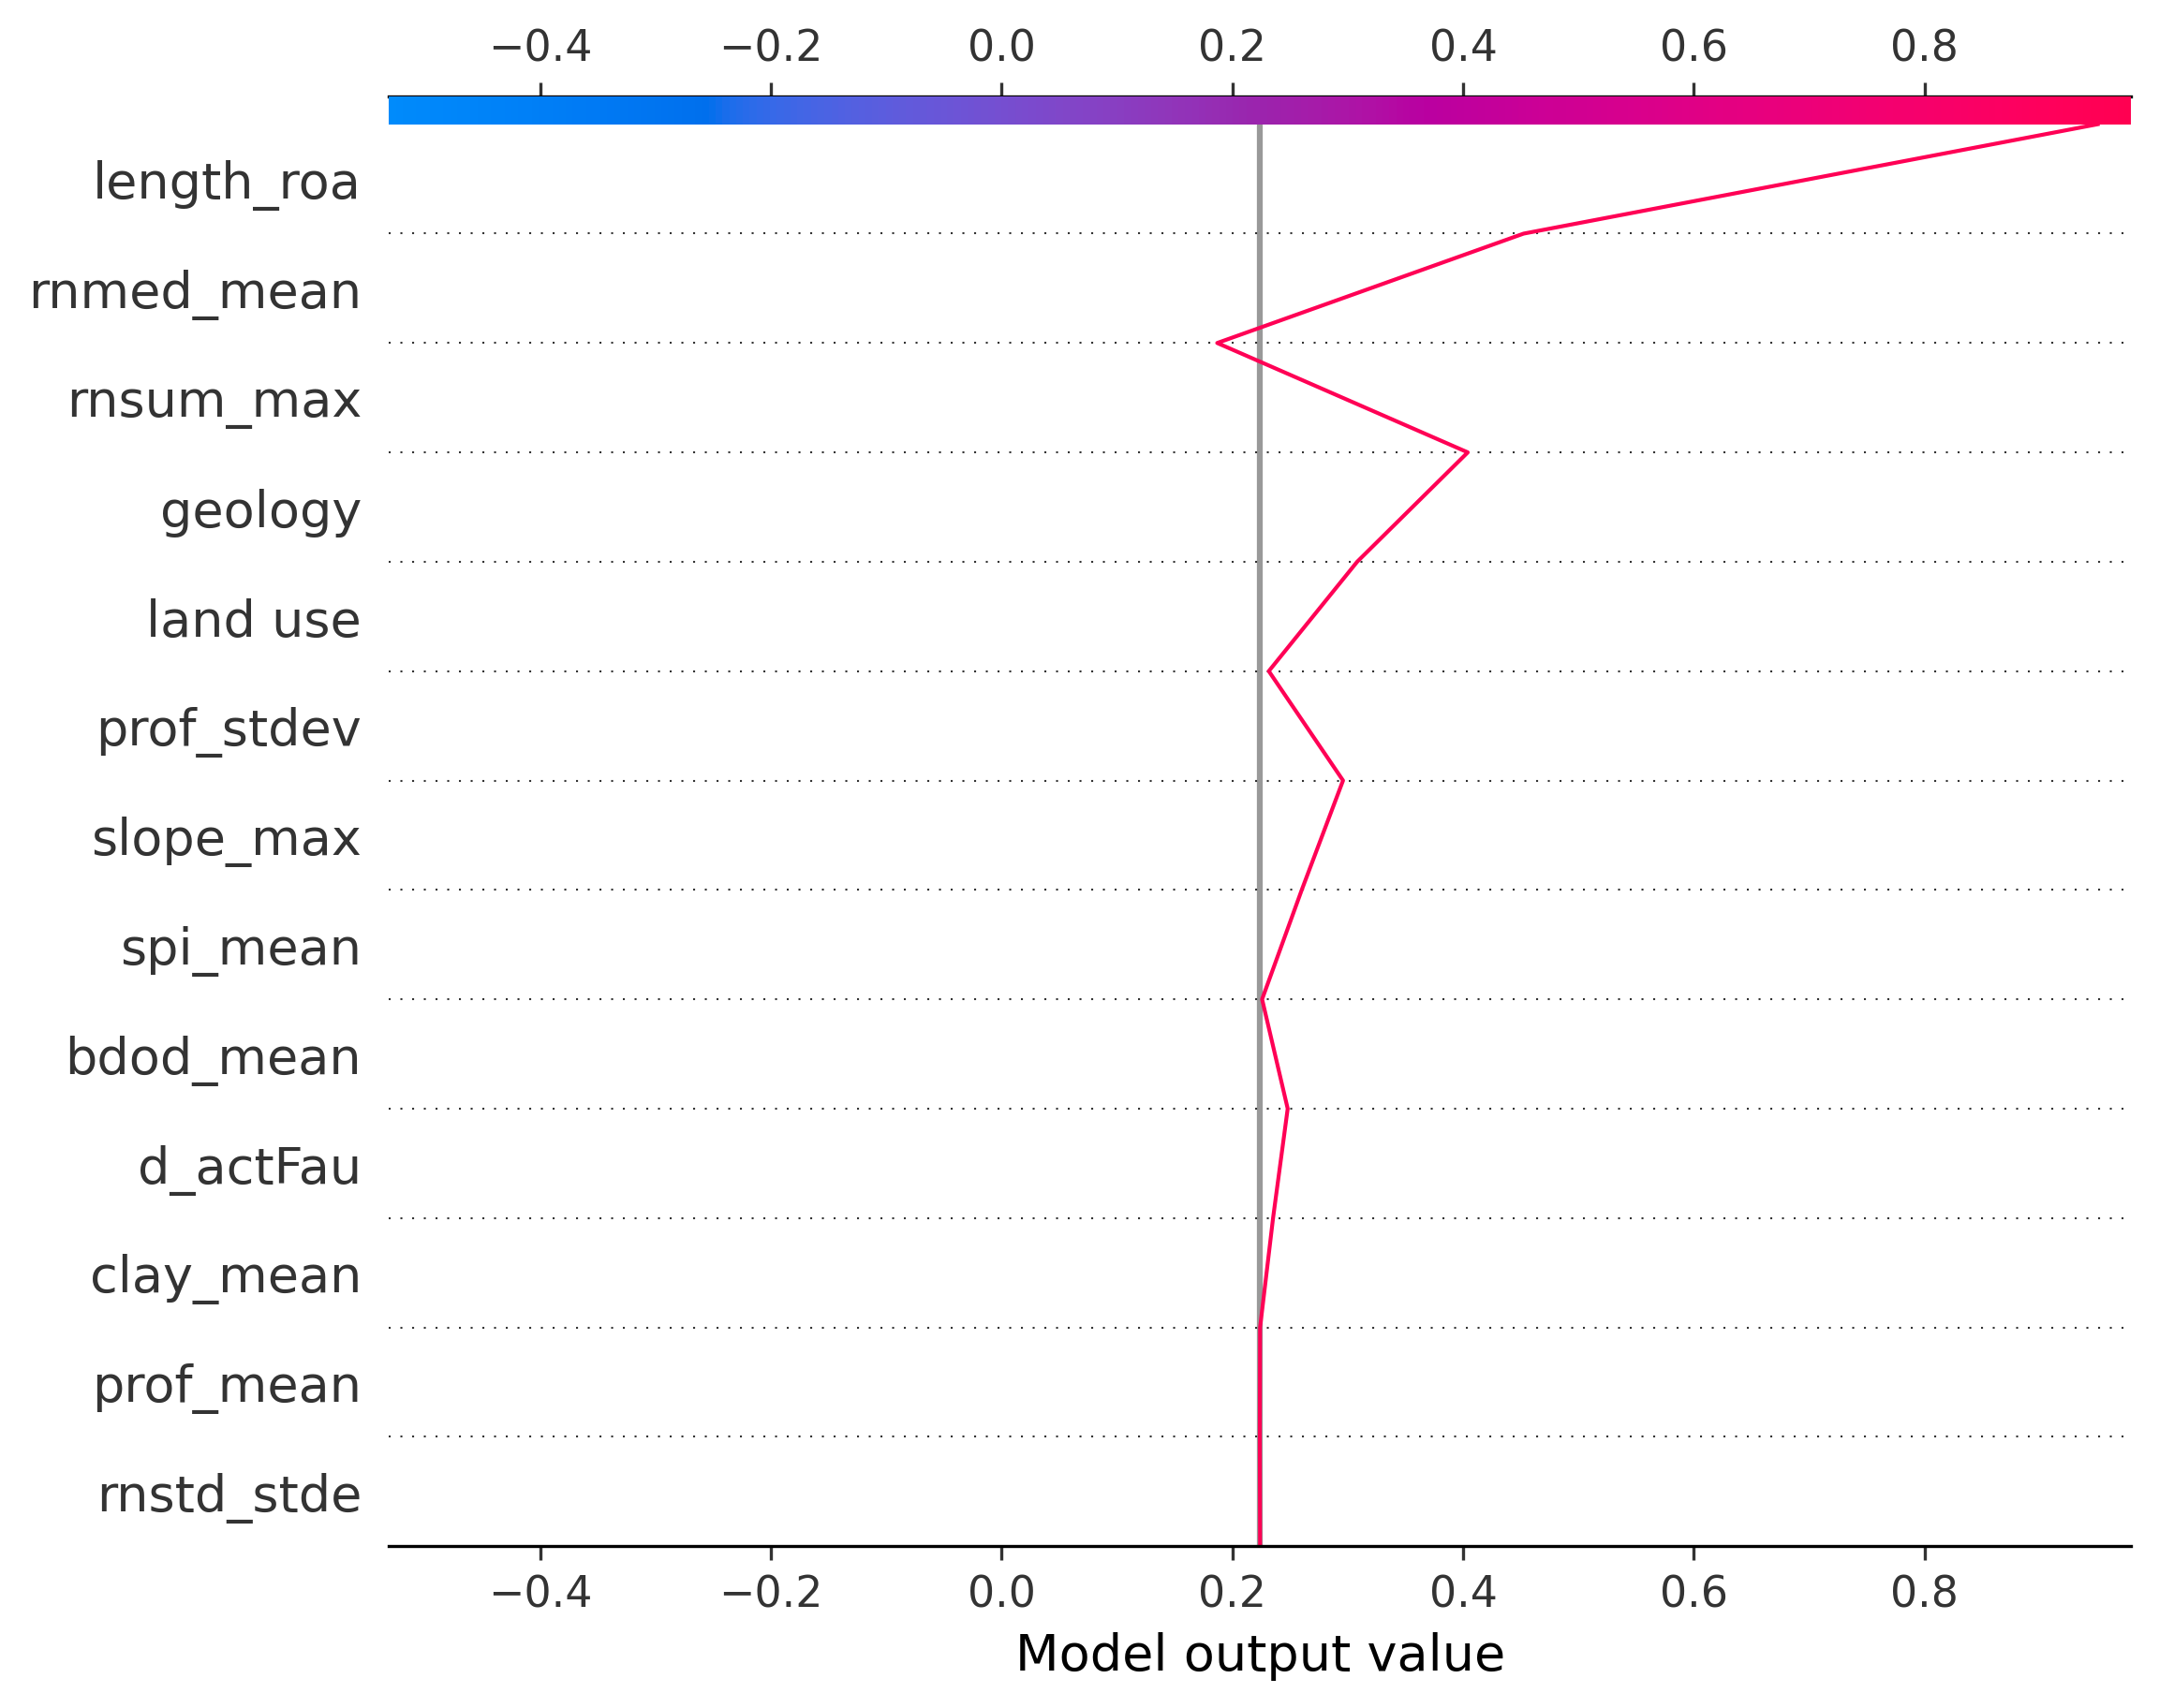 −0.4 −0.2 0.0 0.2 0.4 0.6 0.8
length_roa
rnmed_mean
rnsum_max
geology
land use
prof_stdev
slope_max
spi_mean
bdod_mean
d_actFau
clay_mean
prof_mean
rnstd_stde
−0.4 −0.2 0.0 0.2 0.4 0.6 0.8
Model output value